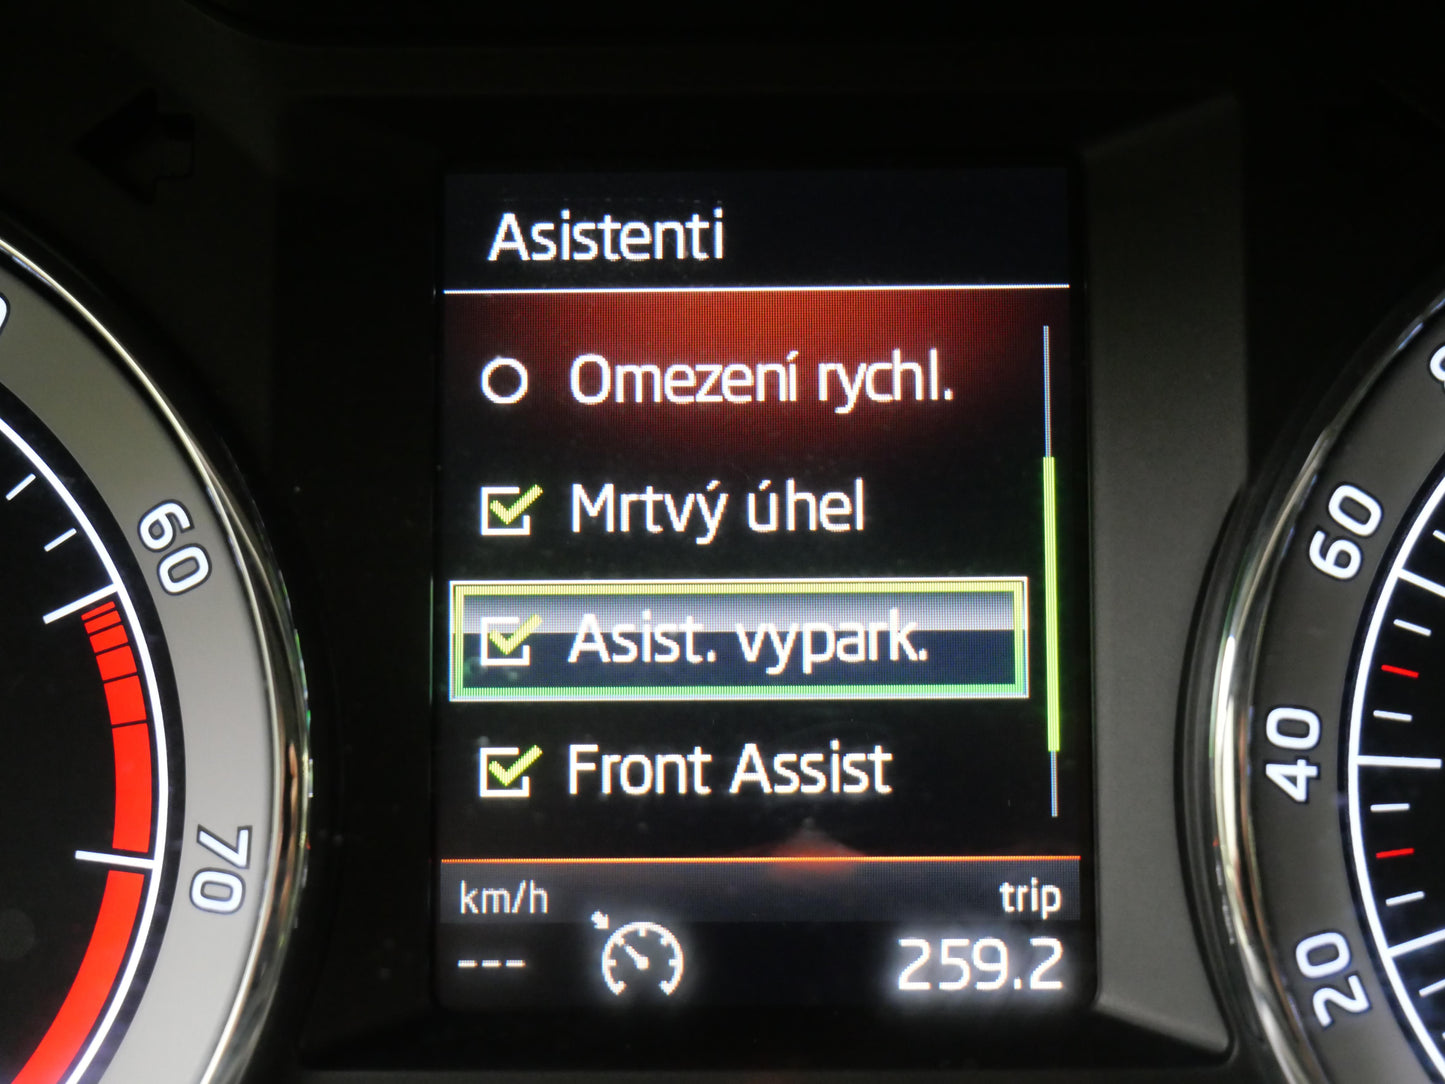 Asistenti
Omezení rychl.
Mrtvý úhel
Asist. vypark.
Front Assist
km/h
trip
---
259.2
60
70
60
40
20